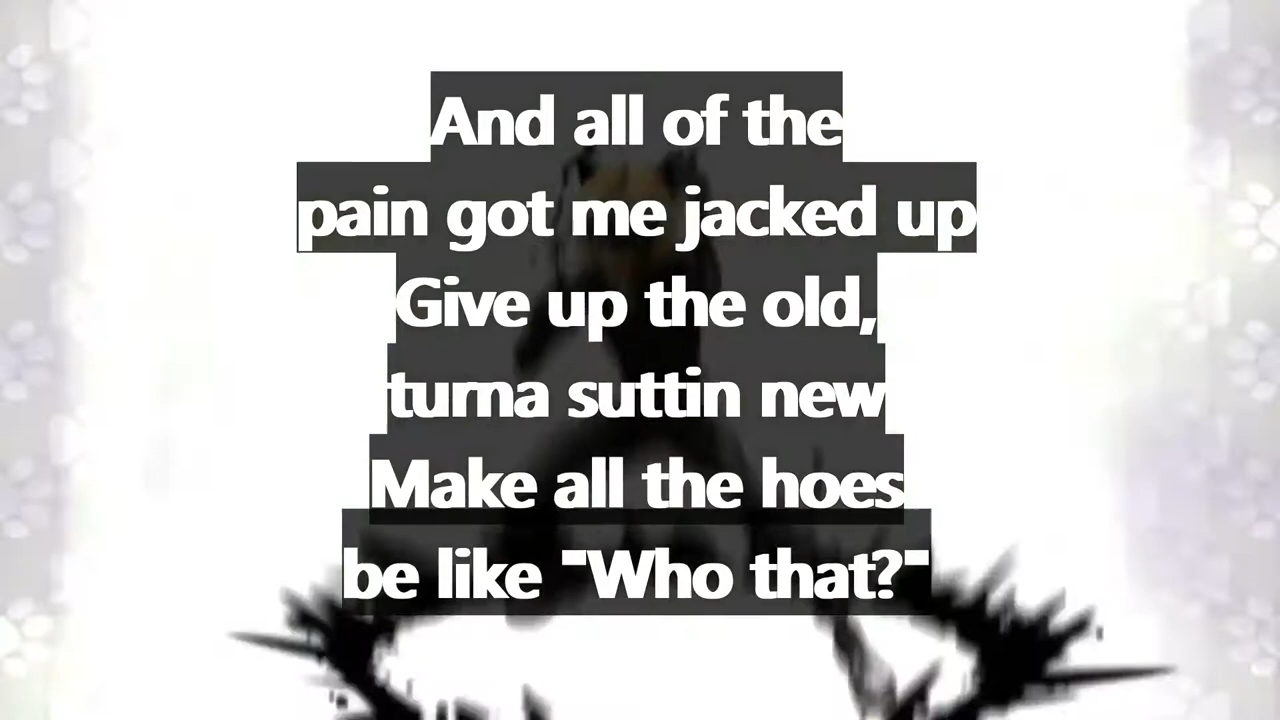 And all of the
pain got me jacked up
Give up the old,
turna suttin new
Make all the hoes
be like "Who that?"